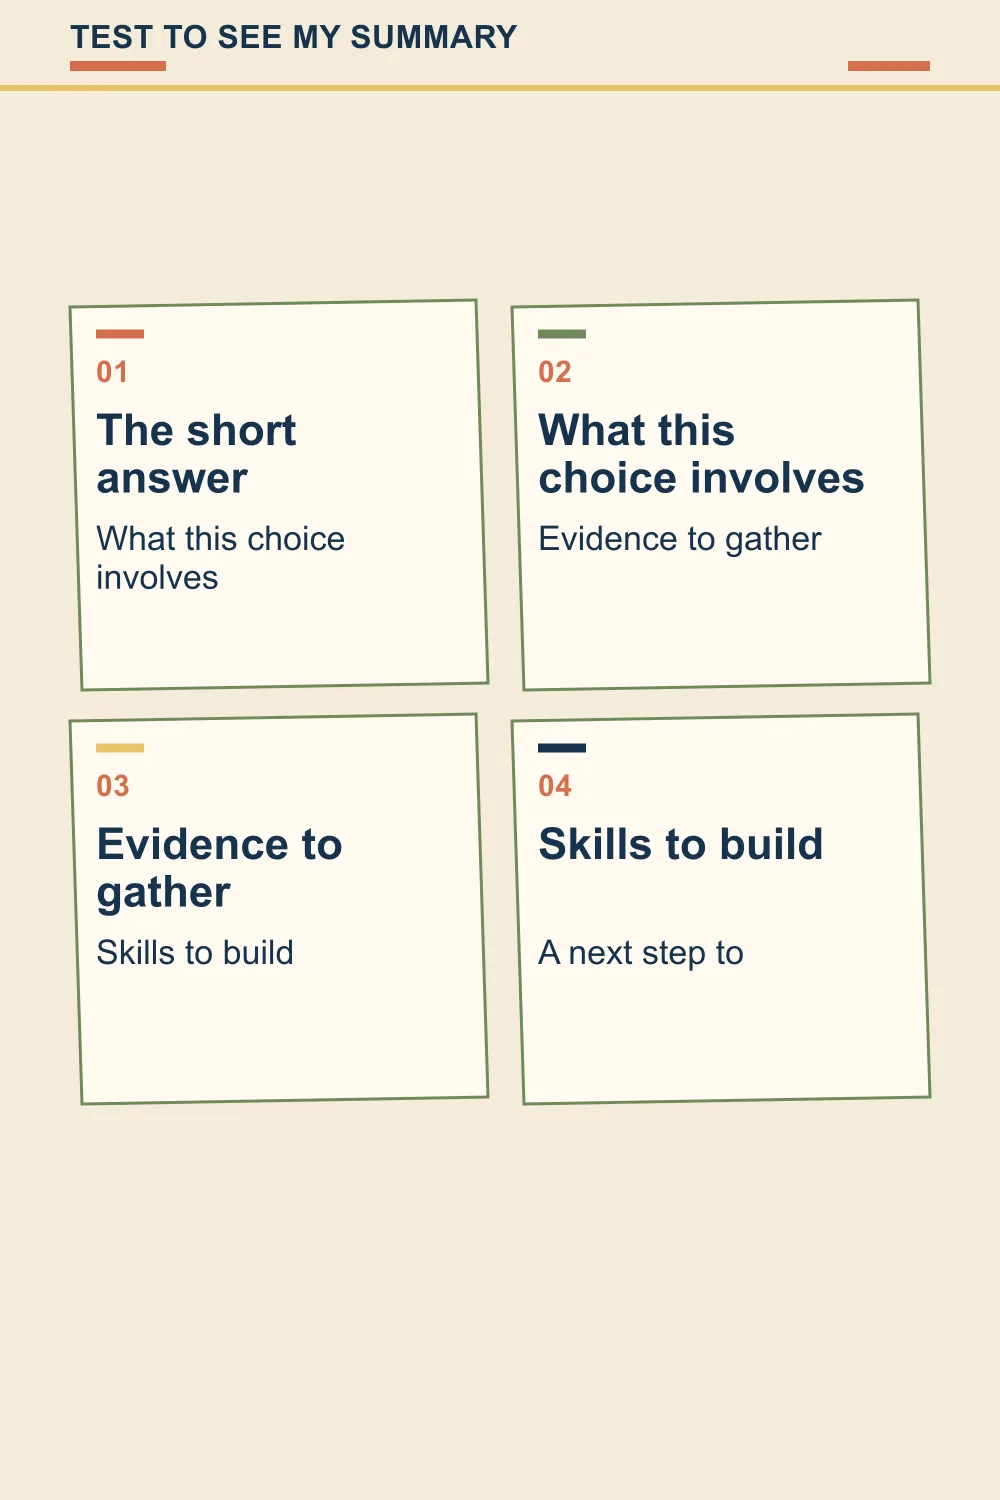 TEST TO SEE MY SUMMARY
01
The short
answer
What this choice
involves
02
What this
choice involves
Evidence to gather
03
Evidence to
gather
Skills to build
04
Skills to build
A next step to